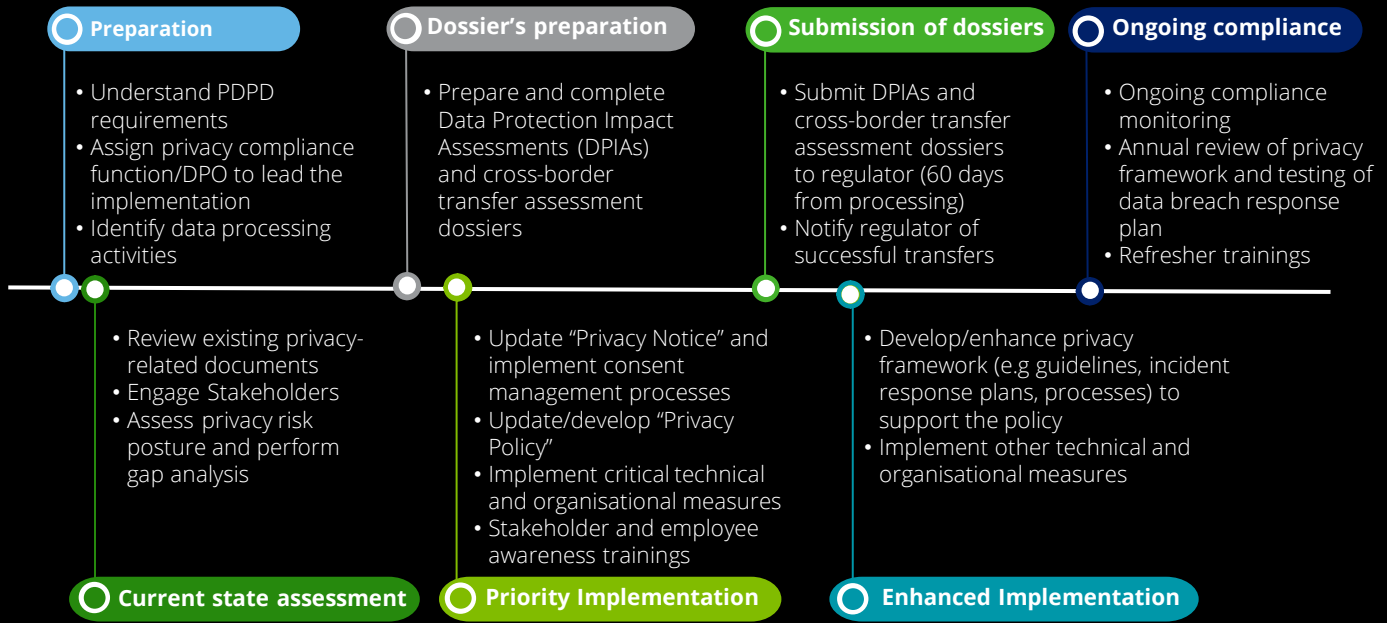 Preparation
• Understand PDPD
requirements
• Assign privacy compliance
function/DPO to lead the
implementation
• Identify data processing
activities
Dossier’s preparation
• Prepare and complete
Data Protection Impact
Assessments (DPIAs)
and cross-border
transfer assessment
dossiers
Submission of dossiers
• Submit DPIAs and
cross-border transfer
assessment dossiers
to regulator (60 days
from processing)
• Notify regulator of
successful transfers
Ongoing compliance
• Ongoing compliance
monitoring
• Annual review of privacy
framework and testing of
data breach response
plan
• Refresher trainings
• Review existing privacy-
related documents
• Engage Stakeholders
• Assess privacy risk
posture and perform
gap analysis
Current state assessment
• Update “Privacy Notice” and
implement consent
management processes
• Update/develop “Privacy
Policy”
• Implement critical technical
and organisational measures
• Stakeholder and employee
awareness trainings
Priority Implementation
• Develop/enhance privacy
framework (e.g guidelines, incident
response plans, processes) to
support the policy
• Implement other technical and
organisational measures
Enhanced Implementation